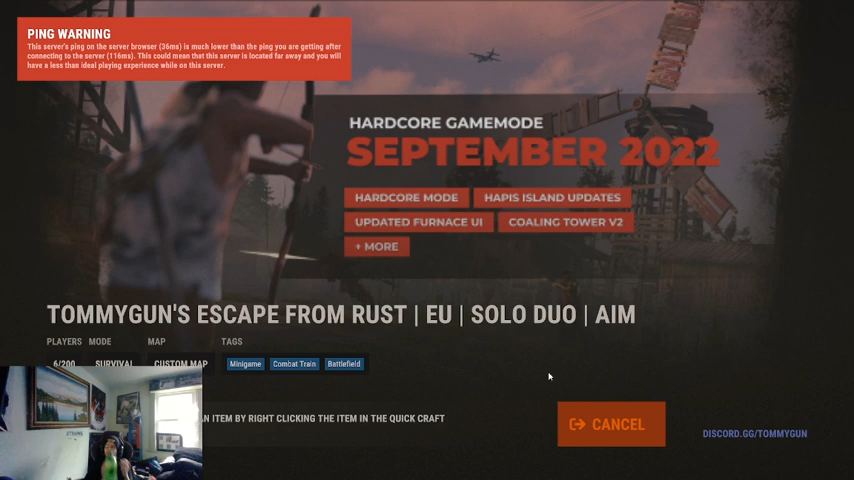 PING WARNING
This server's ping on the server browser (36ms) is much lower than the ping you are getting after
connecting to the server (116ms). This could mean that this server is located far away and you will
have a less than ideal playing experience while on this server.
HARDCORE GAMEMODE
SEPTEMBER 2022
HARDCORE MODE HAPIS ISLAND UPDATES
UPDATED FURNACE UI COALING TOWER V2
+ MORE
TOMMYGUN'S ESCAPE FROM RUST | EU | SOLO DUO | AIM
PLAYERS MODE MAP TAGS
6/200 SURVIVAL CUSTOM MAP Minigame Combat Train Battlefield
AN ITEM BY RIGHT CLICKING THE ITEM IN THE QUICK CRAFT
CANCEL
DISCORD.GG/TOMMYGUN